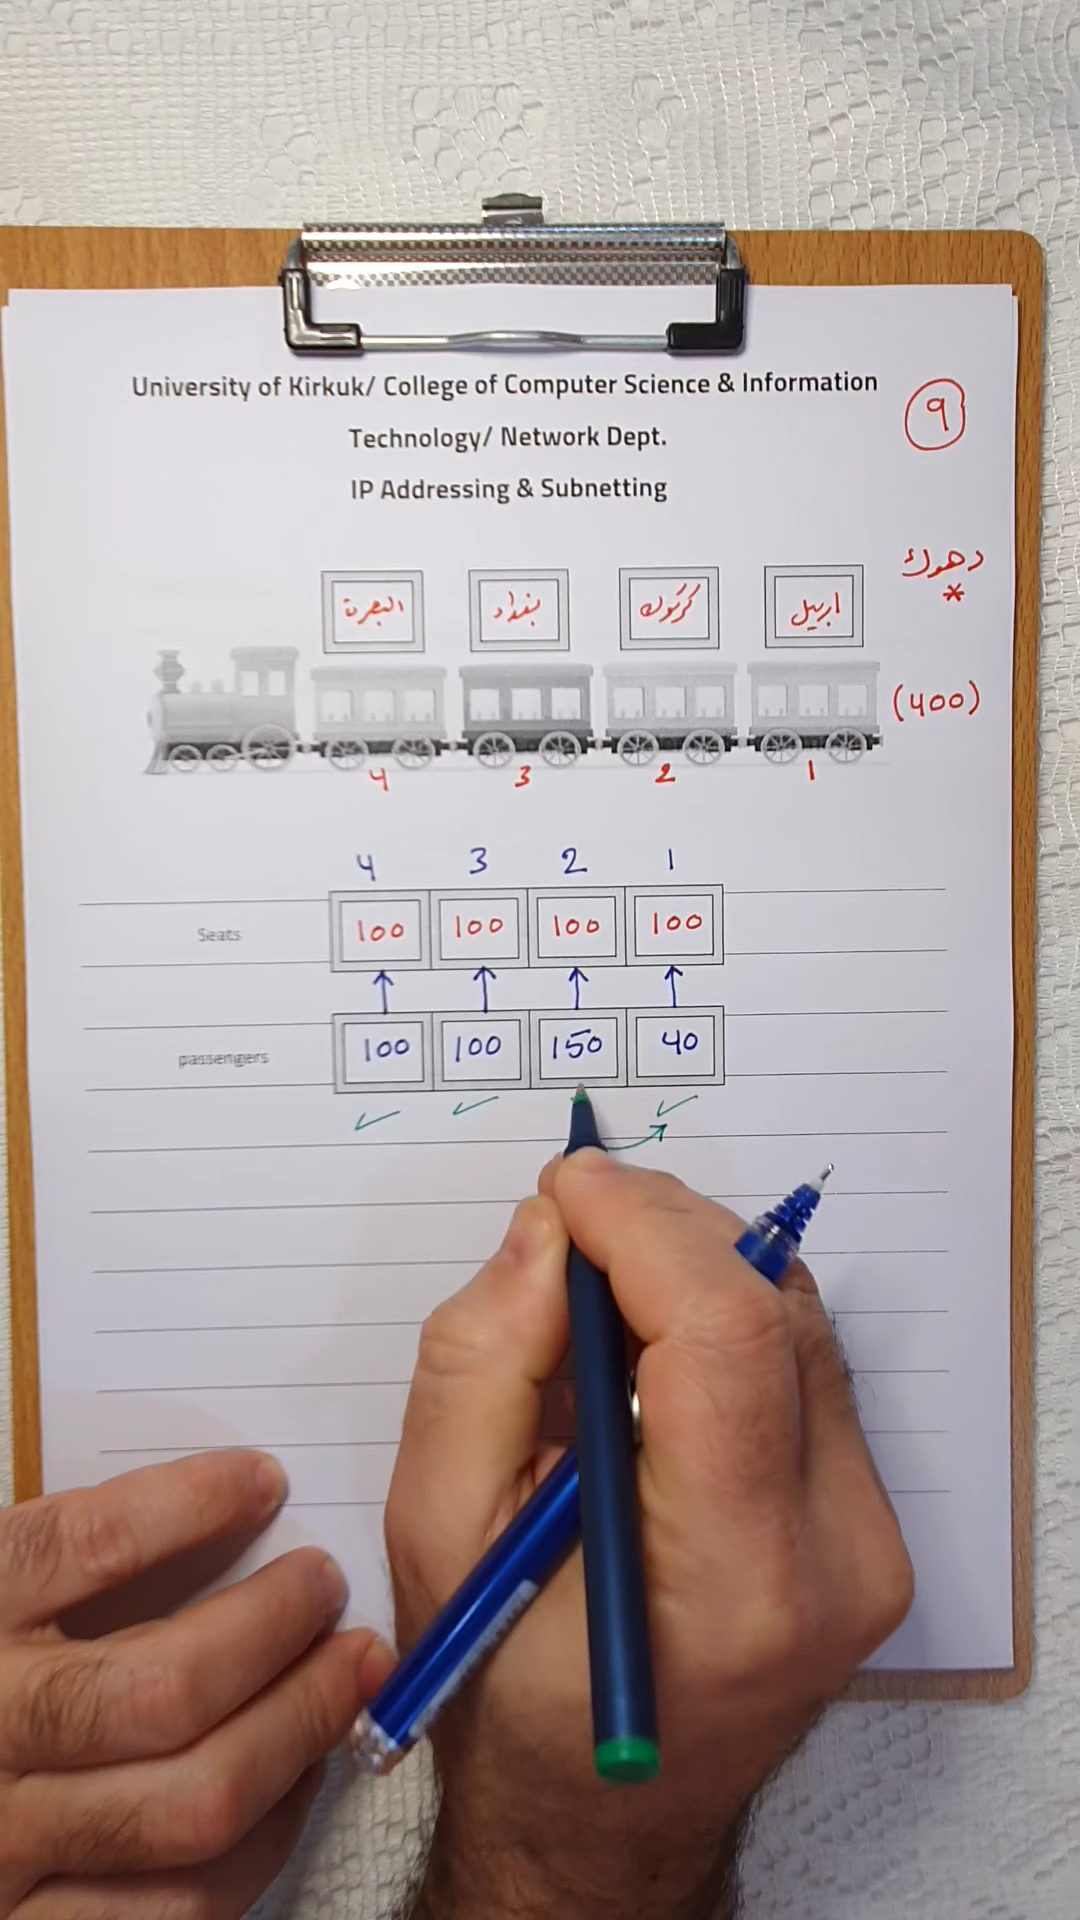 University of Kirkuk/ College of Computer Science & Information
Technology/ Network Dept.
IP Addressing & Subnetting
9
دهوك
*
البصرة بغداد كركوك اربيل
(400)
4 3 2 1
4 3 2 1
Seats 100 100 100 100
passengers 100 100 150 40